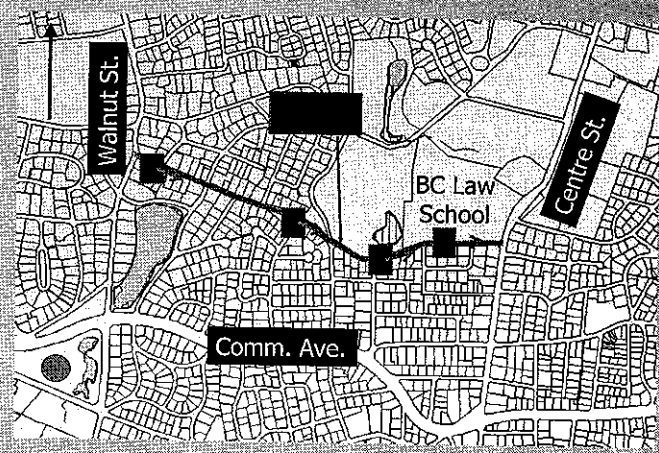 Walnut St.
BC Law
School
Centre St.
Comm. Ave.